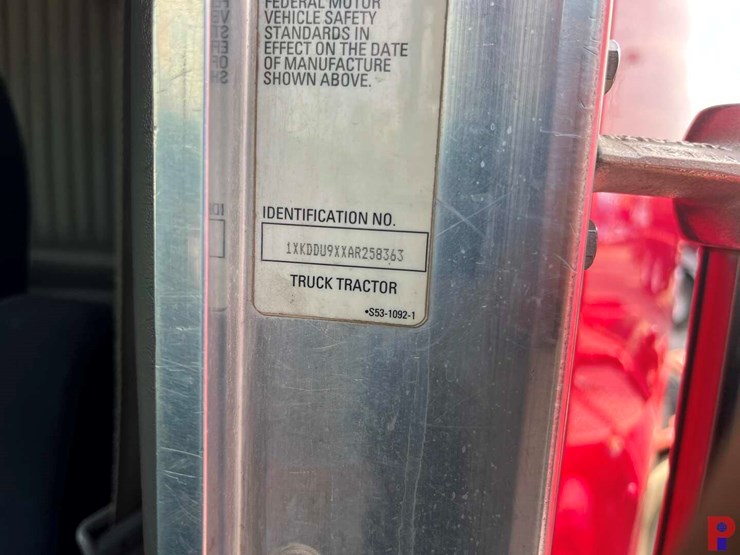 FEDERAL MOTOR
VEHICLE SAFETY
STANDARDS IN
EFFECT ON THE DATE
OF MANUFACTURE
SHOWN ABOVE.
IDENTIFICATION NO.
1XKDDU9XXAR258363
TRUCK TRACTOR
•S53-1092-1